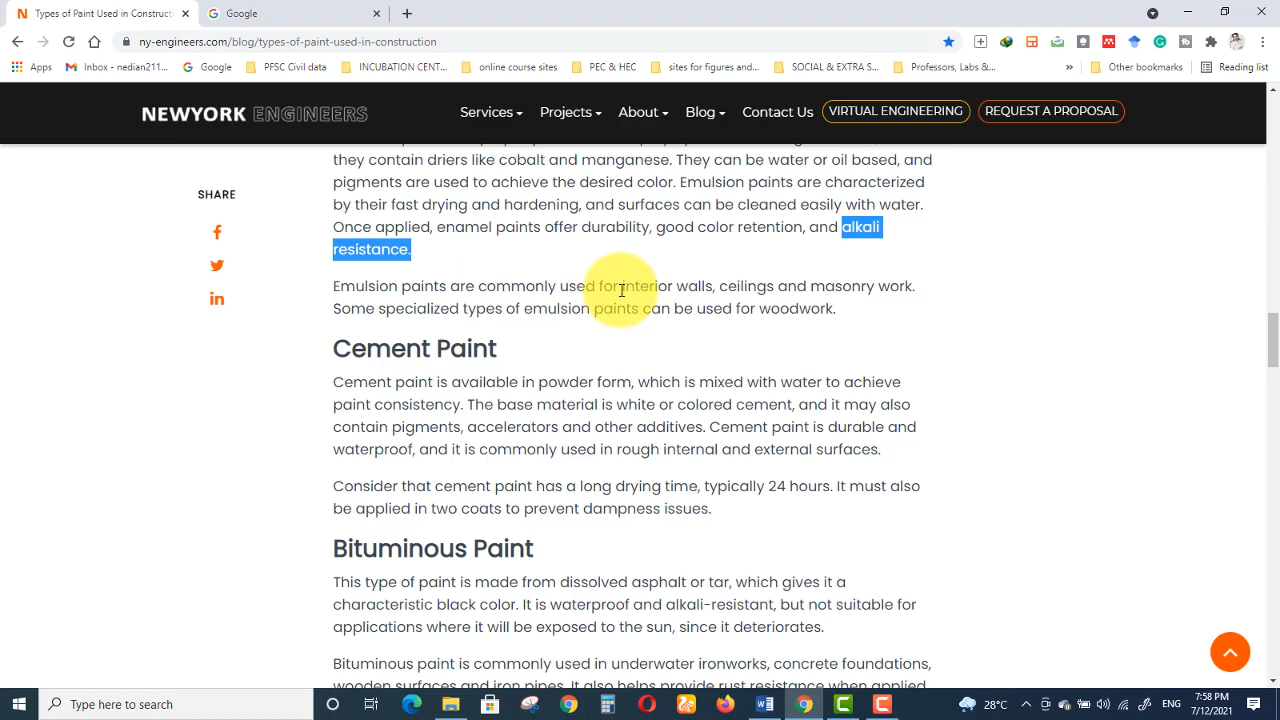 Types of Paint Used in Construct
Google
ny-engineers.com/blog/types-of-paint-used-in-construction
Apps
Inbox - nedian211...
Google
PFSC Civil data
INCUBATION CENT...
online course sites
PEC & HEC
sites for figures and...
SOCIAL & EXTRA S...
Professors, Labs,&...
»
Other bookmarks
Reading list
NEWYORK ENGINEERS
Services
Projects
About
Blog
Contact Us
VIRTUAL ENGINEERING
REQUEST A PROPOSAL
SHARE
they contain driers like cobalt and manganese. They can be water or oil based, and
pigments are used to achieve the desired color. Emulsion paints are characterized
by their fast drying and hardening, and surfaces can be cleaned easily with water.
Once applied, enamel paints offer durability, good color retention, and alkali
resistance.
Emulsion paints are commonly used for interior walls, ceilings and masonry work.
Some specialized types of emulsion paints can be used for woodwork.
Cement Paint
Cement paint is available in powder form, which is mixed with water to achieve
paint consistency. The base material is white or colored cement, and it may also
contain pigments, accelerators and other additives. Cement paint is durable and
waterproof, and it is commonly used in rough internal and external surfaces.
Consider that cement paint has a long drying time, typically 24 hours. It must also
be applied in two coats to prevent dampness issues.
Bituminous Paint
This type of paint is made from dissolved asphalt or tar, which gives it a
characteristic black color. It is waterproof and alkali-resistant, but not suitable for
applications where it will be exposed to the sun, since it deteriorates.
Bituminous paint is commonly used in underwater ironworks, concrete foundations,
wooden surfaces and iron pipes. It also helps provide rust resistance when applied
Type here to search
28°C
ENG
7:58 PM
7/12/2021